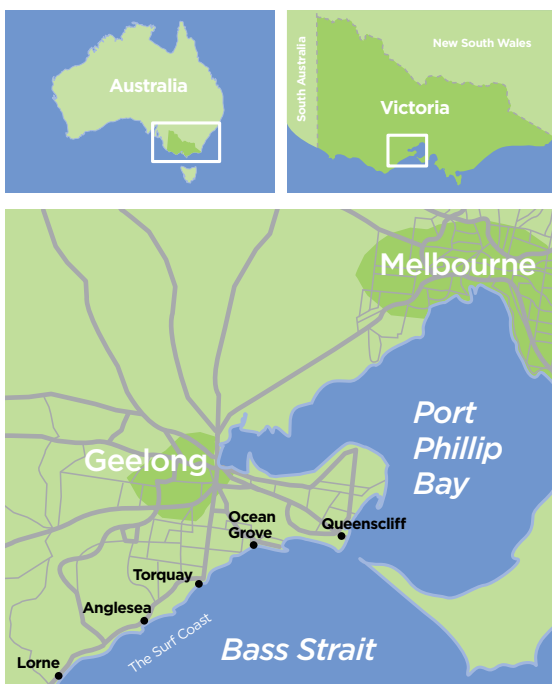 Australia
New South Wales
South Australia
Victoria
Melbourne
Port
Phillip
Bay
Geelong
Ocean
Grove
Queenscliff
Torquay
Anglesea
The Surf Coast
Bass Strait
Lorne